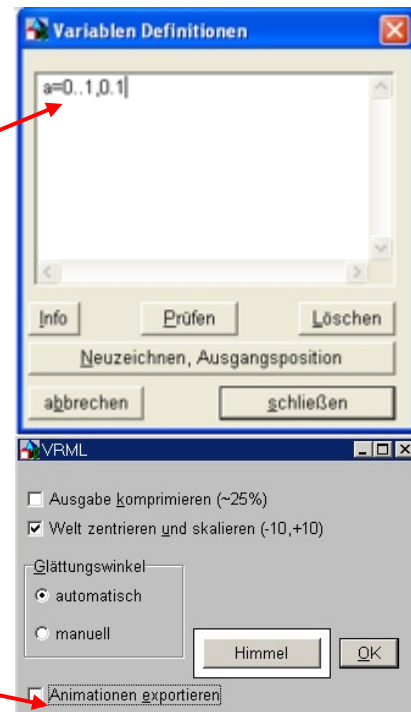 Variablen Definitionen
a=0..1,0.1
Info Prüfen Löschen
Neuzeichnen, Ausgangsposition
abbrechen schließen
VRML
Ausgabe komprimieren (~25%)
Welt zentrieren und skalieren (-10,+10)
Glättungswinkel
automatisch
manuell
Himmel OK
Animationen exportieren